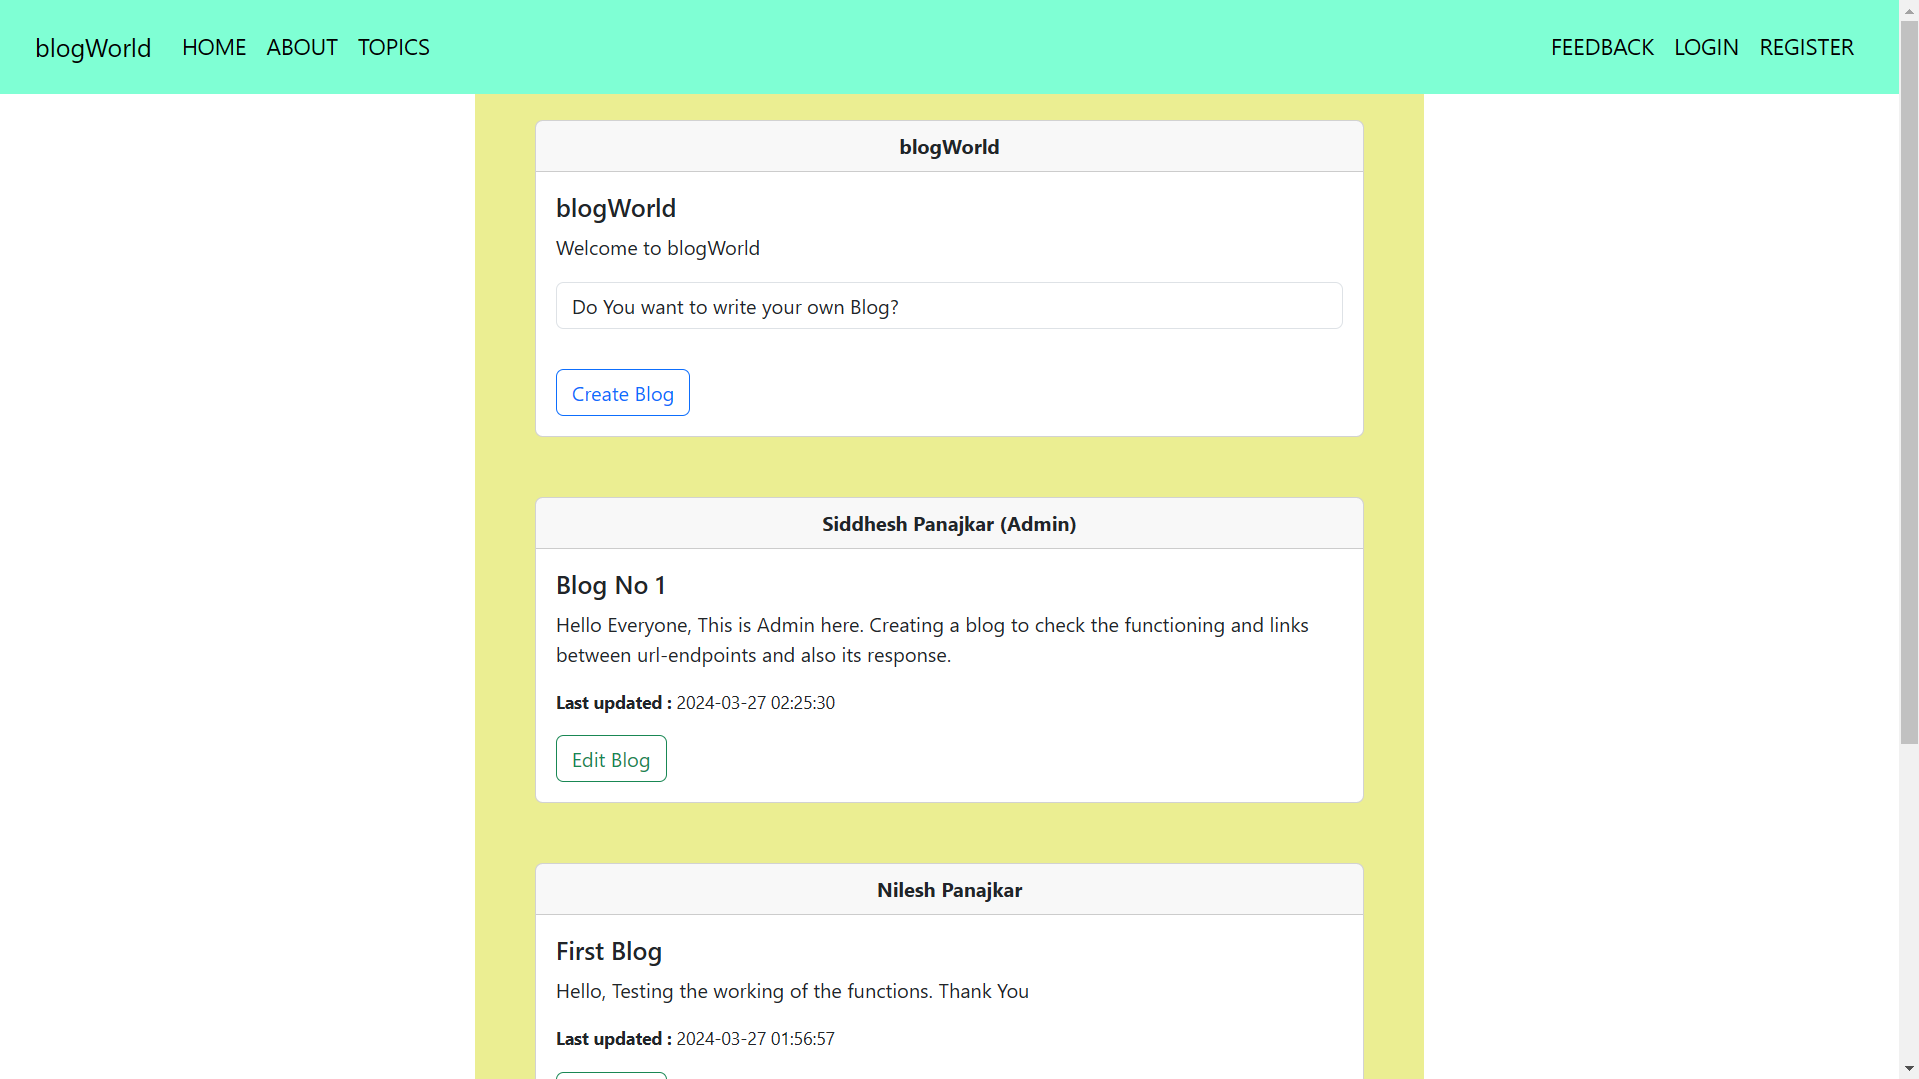 blogWorld HOME ABOUT TOPICS FEEDBACK LOGIN REGISTER
blogWorld
blogWorld
Welcome to blogWorld
Do You want to write your own Blog?
Create Blog
Siddhesh Panajkar (Admin)
Blog No 1
Hello Everyone, This is Admin here. Creating a blog to check the functioning and links
between url-endpoints and also its response.
Last updated : 2024-03-27 02:25:30
Edit Blog
Nilesh Panajkar
First Blog
Hello, Testing the working of the functions. Thank You
Last updated : 2024-03-27 01:56:57